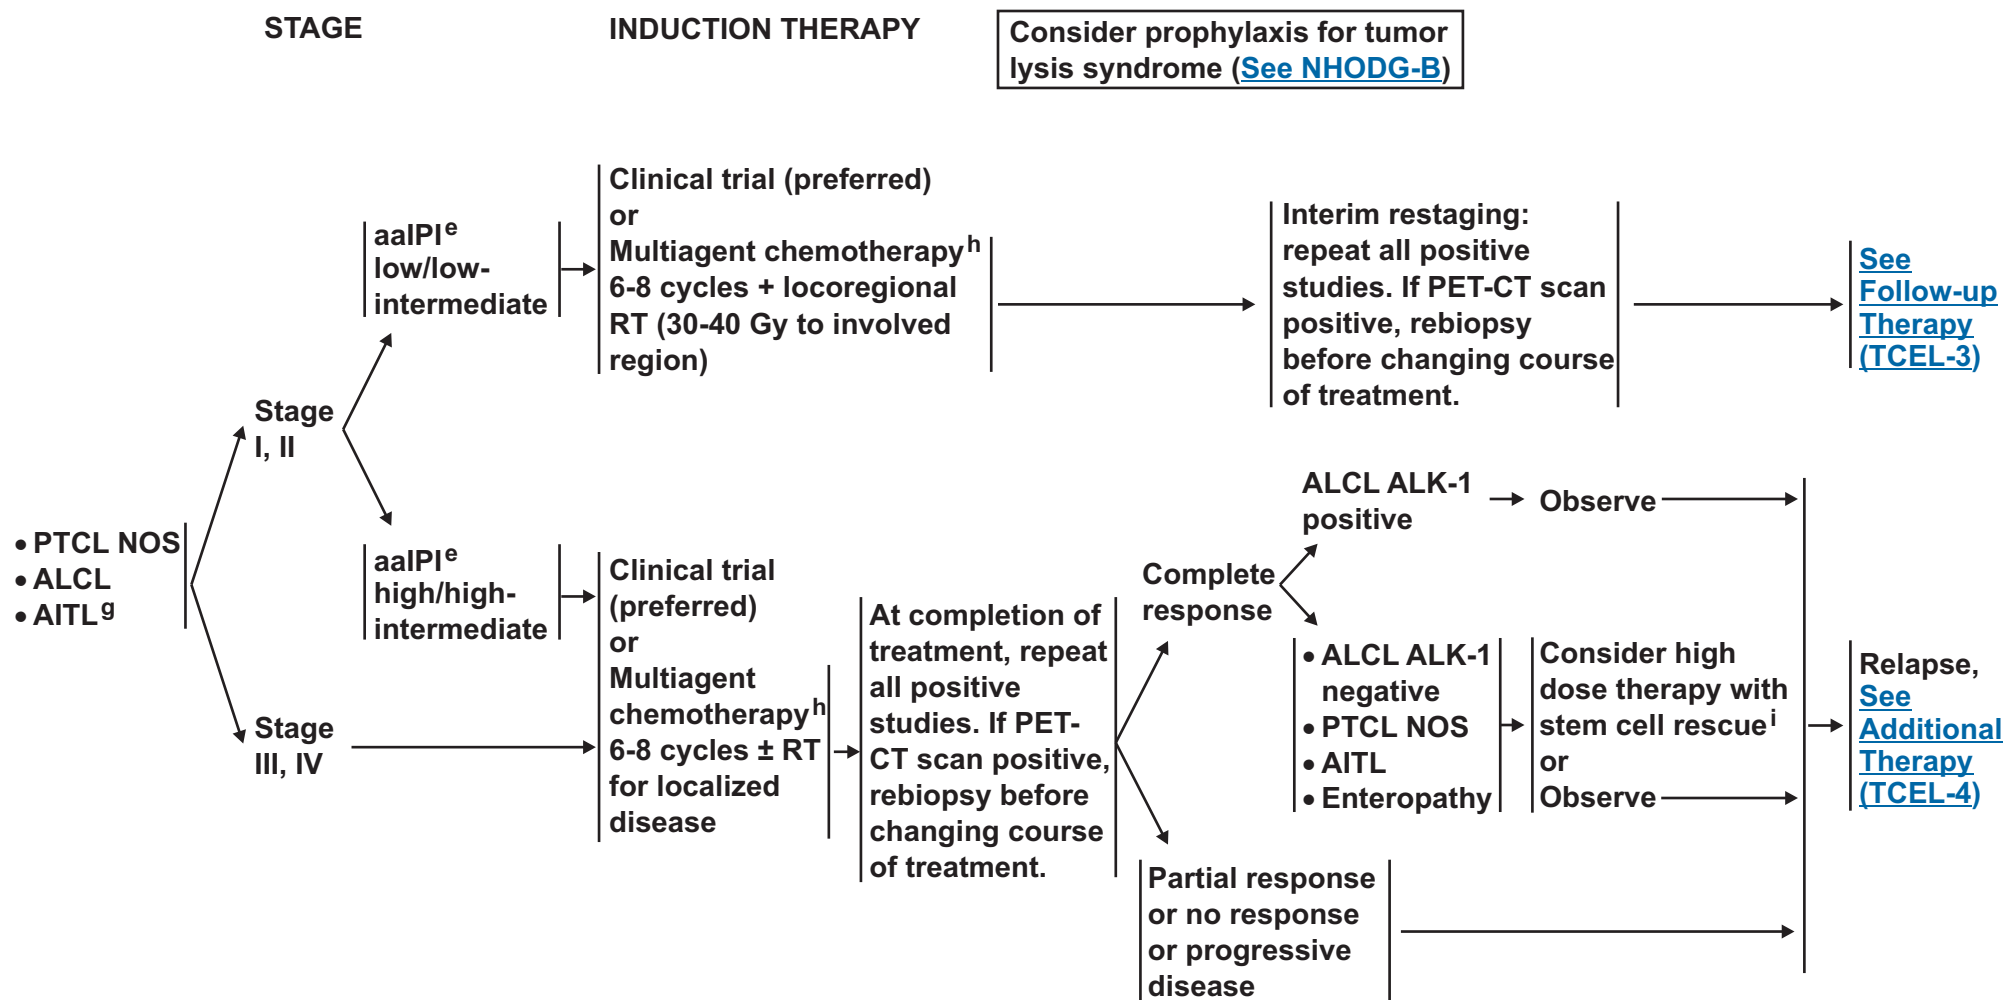 STAGE
INDUCTION THERAPY
Consider prophylaxis for tumor
lysis syndrome (See NHODG-B)
• PTCL NOS
• ALCL
• AITLg
Stage
I, II
Stage
III, IV
aaIPIe
low/low-
intermediate
aaIPIe
high/high-
intermediate
Clinical trial (preferred)
or
Multiagent chemotherapyh
6-8 cycles + locoregional
RT (30-40 Gy to involved
region)
Interim restaging:
repeat all positive
studies. If PET-CT scan
positive, rebiopsy
before changing course
of treatment.
See
Follow-up
Therapy
(TCEL-3)
Clinical trial
(preferred)
or
Multiagent
chemotherapyh
6-8 cycles ± RT
for localized
disease
At completion of
treatment, repeat
all positive
studies. If PET-
CT scan positive,
rebiopsy before
changing course
of treatment.
Complete
response
ALCL ALK-1
positive
Observe
• ALCL ALK-1
negative
• PTCL NOS
• AITL
• Enteropathy
Consider high
dose therapy with
stem cell rescuei
or
Observe
Partial response
or no response
or progressive
disease
Relapse,
See
Additional
Therapy
(TCEL-4)